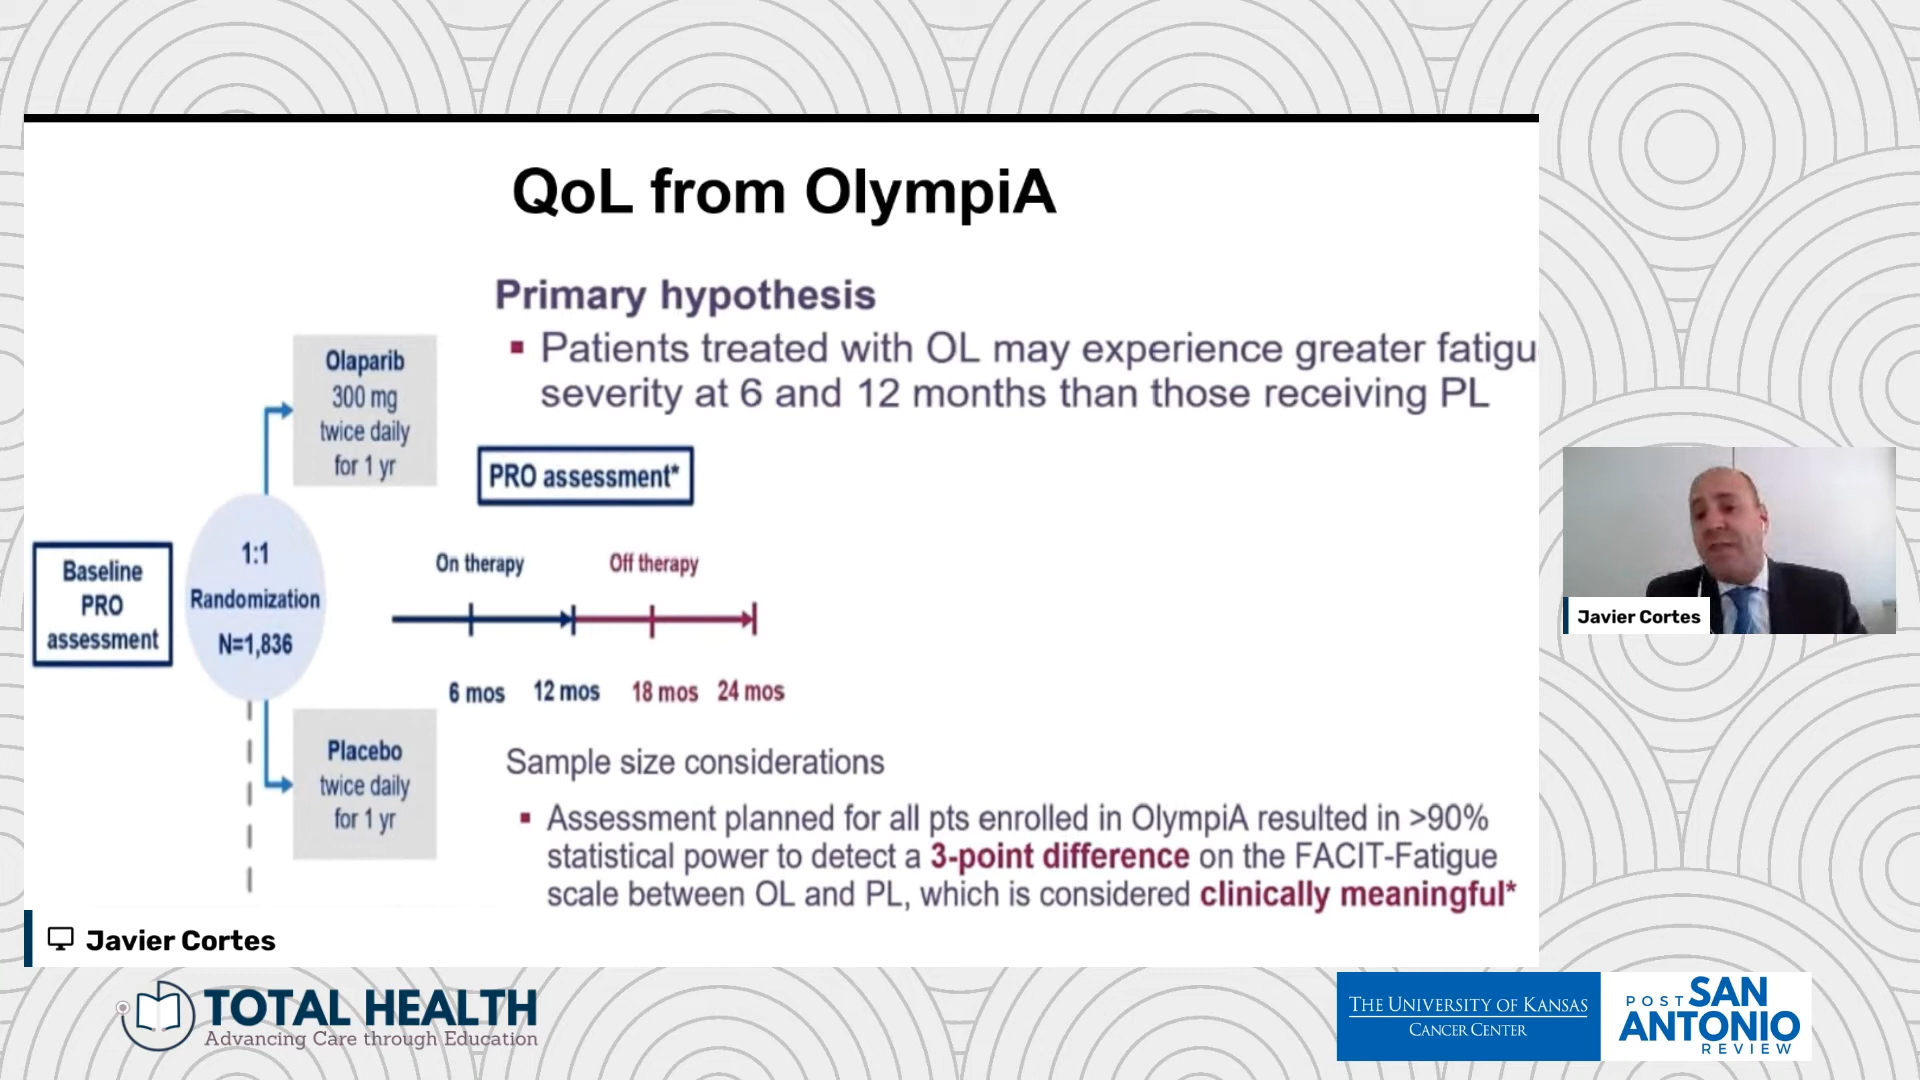 QoL from OlympiA
Primary hypothesis
Patients treated with OL may experience greater fatigu
severity at 6 and 12 months than those receiving PL
Olaparib
300 mg
twice daily
for 1 yr
PRO assessment*
On therapy
Off therapy
Baseline
PRO
assessment
1:1
Randomization
N=1,836
6 mos
12 mos
18 mos
24 mos
Placebo
twice daily
for 1 yr
Sample size considerations
Assessment planned for all pts enrolled in OlympiA resulted in >90%
statistical power to detect a 3-point difference on the FACIT-Fatigue
scale between OL and PL, which is considered clinically meaningful*
Javier Cortes
Javier Cortes
TOTAL HEALTH
Advancing Care through Education
THE UNIVERSITY OF KANSAS
CANCER CENTER
POST SAN
ANTONIO
REVIEW